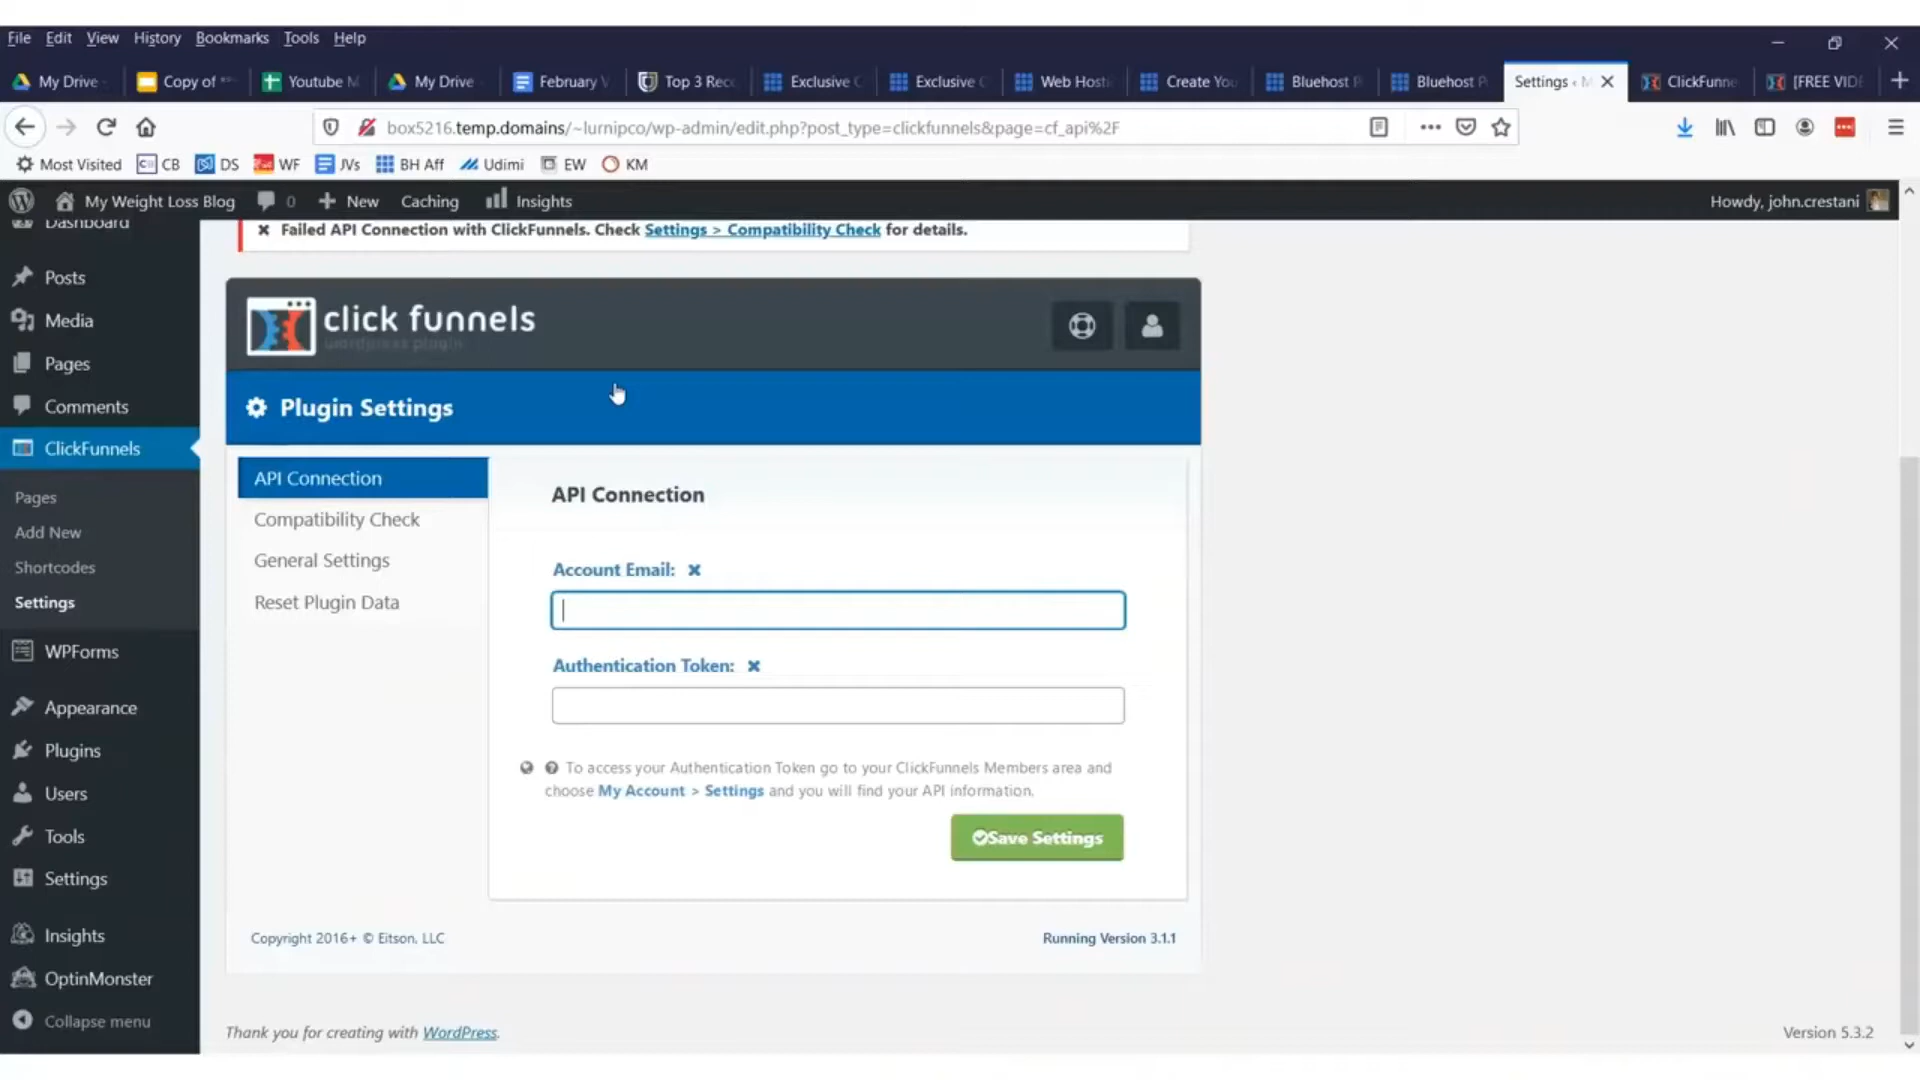 File Edit View History Bookmarks Tools Help
My Drive Copy of Youtube M My Drive February V Top 3 Rec Exclusive C Exclusive C Web Hosti Create You Bluehost P Bluehost P Settings ‹ M ClickFunne [FREE VIDE
box5216.temp.domains/~lurnipco/wp-admin/edit.php?post_type=clickfunnels&page=cf_api%2F
Most Visited CB DS WF JVs BH Aff Udimi EW KM
My Weight Loss Blog 0 New Caching Insights Howdy, john.crestani
Dashboard
Posts
Media
Pages
Comments
ClickFunnels
Pages
Add New
Shortcodes
Settings
WPForms
Appearance
Plugins
Users
Tools
Settings
Insights
OptinMonster
Collapse menu
Failed API Connection with ClickFunnels. Check Settings > Compatibility Check for details.
click funnels
wordpress plugin
Plugin Settings
API Connection
Compatibility Check
General Settings
Reset Plugin Data
API Connection
Account Email:
Authentication Token:
To access your Authentication Token go to your ClickFunnels Members area and
choose My Account > Settings and you will find your API information.
Save Settings
Copyright 2016+ © Eitson, LLC
Running Version 3.1.1
Thank you for creating with WordPress.
Version 5.3.2